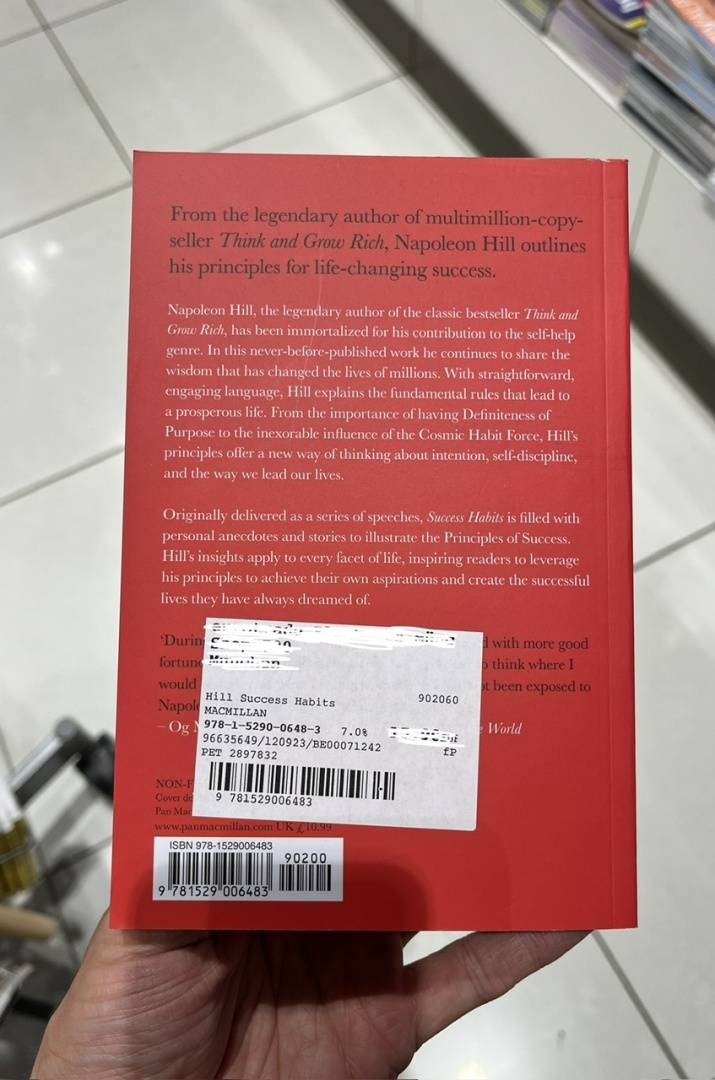 From the legendary author of multimillion-copy-
seller Think and Grow Rich, Napoleon Hill outlines
his principles for life-changing success.
Napoleon Hill, the legendary author of the classic bestseller Think and
Grow Rich, has been immortalized for his contribution to the self-help
genre. In this never-before-published work he continues to share the
wisdom that has changed the lives of millions. With straightforward,
engaging language, Hill explains the fundamental rules that lead to
a prosperous life. From the importance of having Definiteness of
Purpose to the inexorable influence of the Cosmic Habit Force, Hill's
principles offer a new way of thinking about intention, self-discipline,
and the way we lead our lives.
Originally delivered as a series of speeches, Success Habits is filled with
personal anecdotes and stories to illustrate the Principles of Success.
Hill's insights apply to every facet of life, inspiring readers to leverage
his principles to achieve their own aspirations and create the successful
lives they have always dreamed of.
with more good
think where I
would been exposed to
– Og World
Hill Success Habits 902060
MACMILLAN
978-1-5290-0648-3 7.0%
96635649/120923/BE00071242 fP
PET 2897832
9 781529006483
Pan Mac
www.panmacmillan.com UK £10.99
ISBN 978-1529006483
90200
9 781529 006483